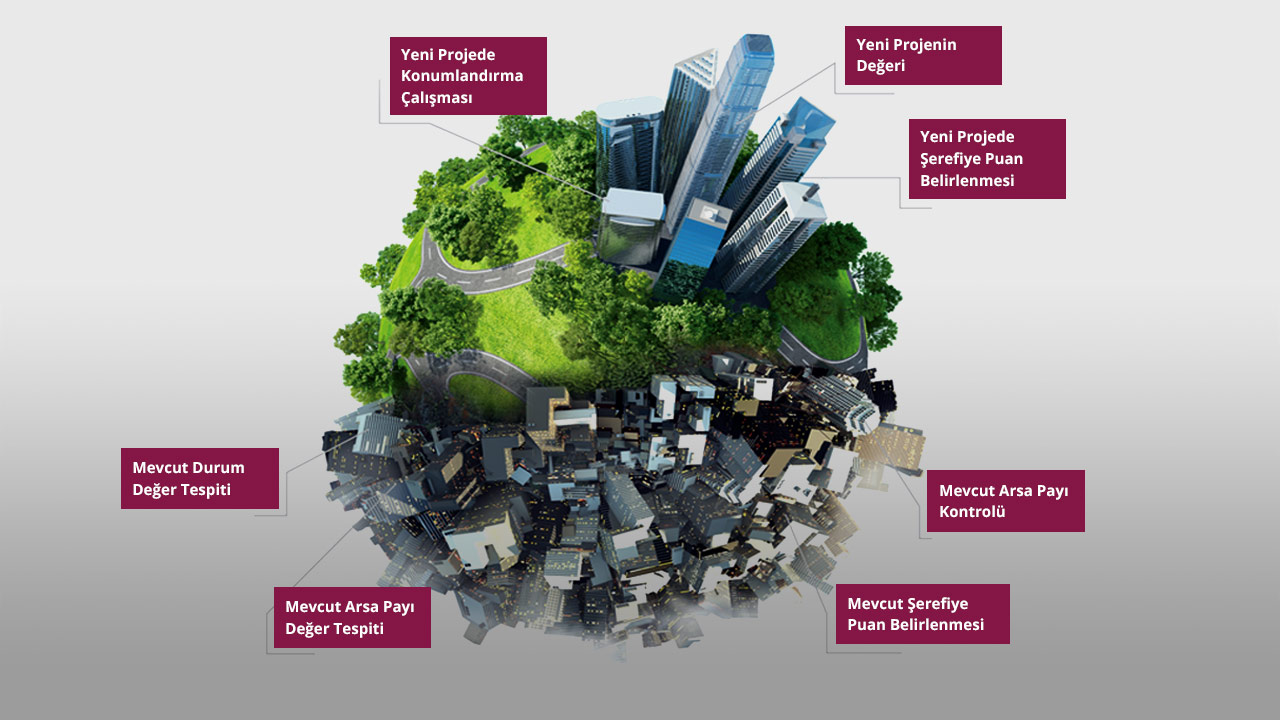 Yeni Projede
Konumlandırma
Çalışması
Yeni Projenin
Değeri
Yeni Projede
Şerefiye Puan
Belirlenmesi
Mevcut Durum
Değer Tespiti
Mevcut Arsa Payı
Kontrolü
Mevcut Arsa Payı
Değer Tespiti
Mevcut Şerefiye
Puan Belirlenmesi